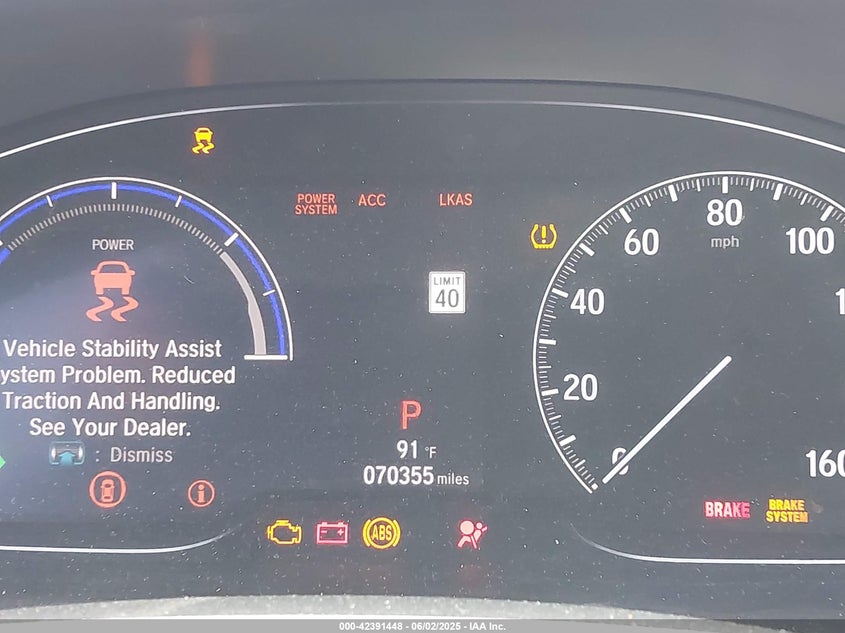 POWER
SYSTEM
ACC
LKAS
80
mph
60
100
POWER
LIMIT
40
40
1
Vehicle Stability Assist
ystem Problem. Reduced
Traction And Handling.
See Your Dealer.
: Dismiss
20
P
91 °F
070355 miles
0
160
BRAKE
BRAKE
SYSTEM
ABS
000-42391448 - 06/02/2025 - IAA Inc.